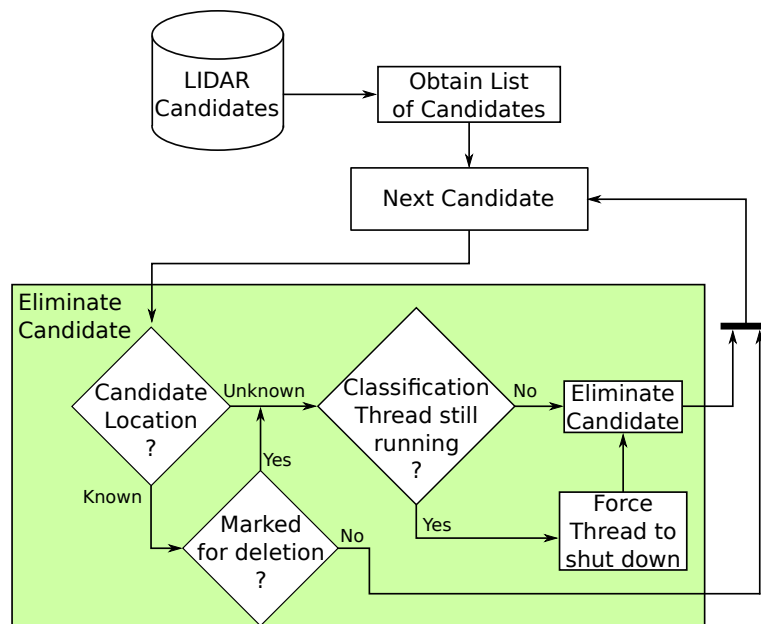 LIDAR
Candidates
Obtain List
of Candidates
Next Candidate
Eliminate
Candidate
Candidate
Location
?
Unknown
Classification
Thread still
running
?
No
Eliminate
Candidate
Known
Yes
Marked
for deletion
?
No
Yes
Force
Thread to
shut down